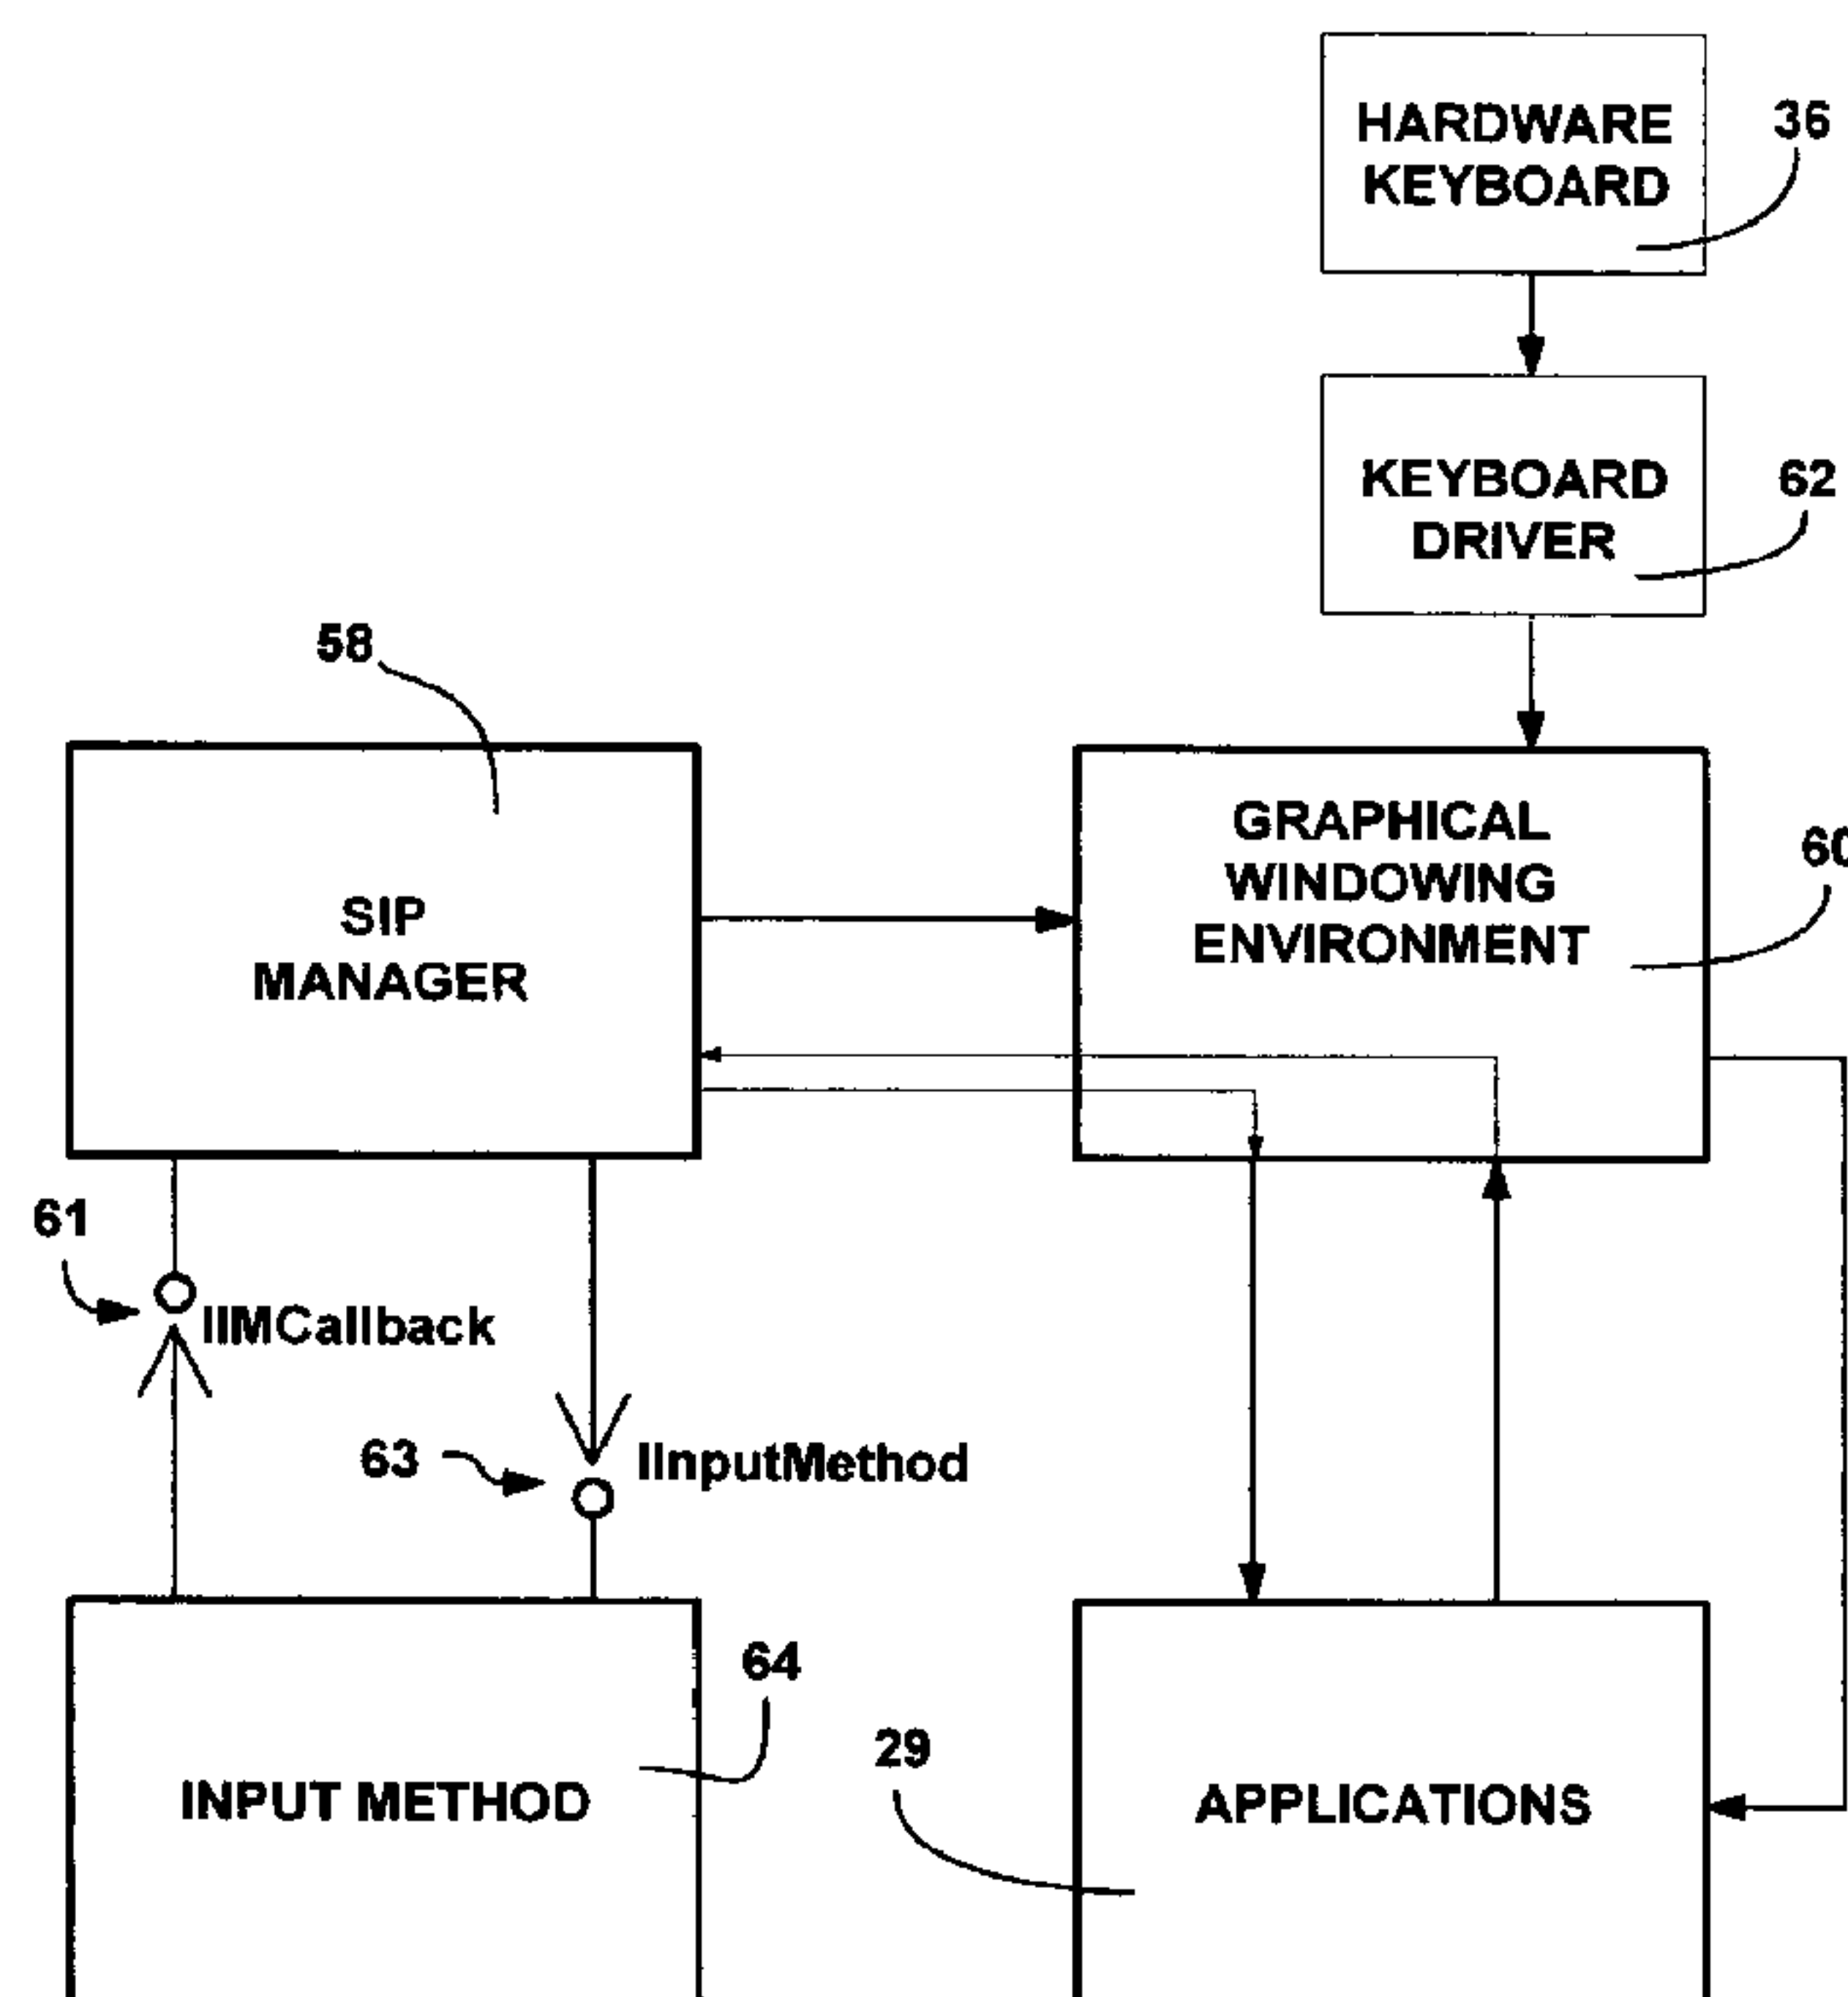 HARDWARE
KEYBOARD
36
KEYBOARD
DRIVER
62
58
SIP
MANAGER
GRAPHICAL
WINDOWING
ENVIRONMENT
60
61
IIMCallback
63
IInputMethod
INPUT METHOD
64
29
APPLICATIONS